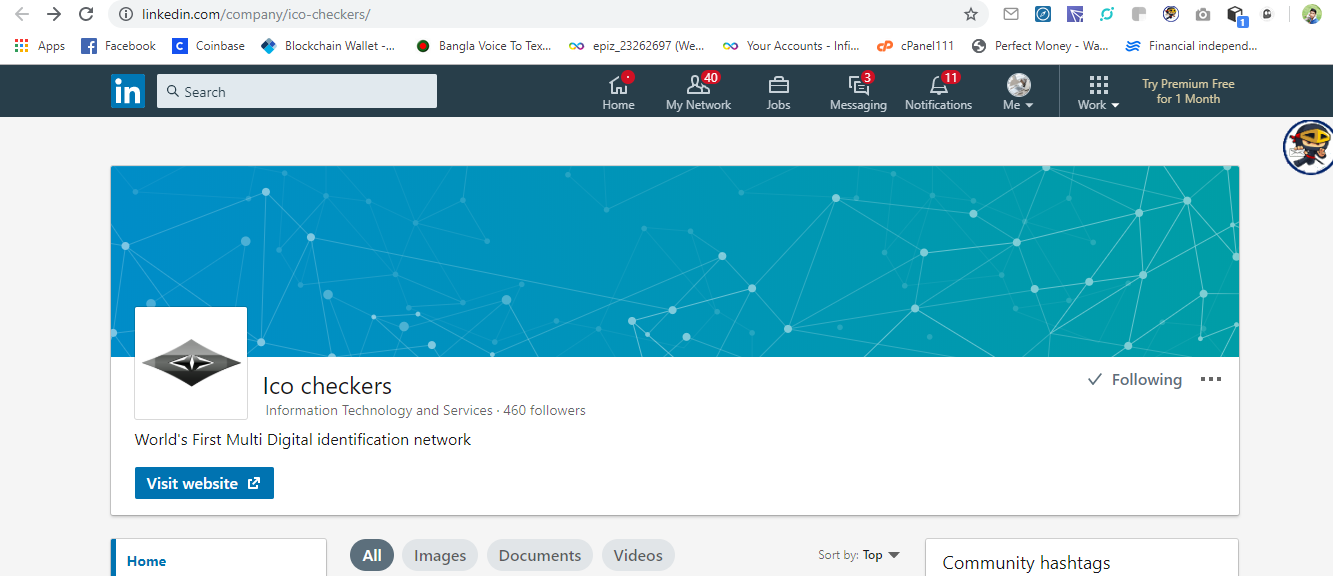 linkedin.com/company/ico-checkers/
1
Apps Facebook Coinbase Blockchain Wallet -... Bangla Voice To Tex... epiz_23262697 (We... Your Accounts - Infi... cPanel111 Perfect Money - Wa... Financial independ...
in Search
40 3 11
Home My Network Jobs Messaging Notifications Me Work
Try Premium Free
for 1 Month
Ico checkers
Following
Information Technology and Services · 460 followers
World's First Multi Digital identification network
Visit website
Home
All Images Documents Videos
Sort by: Top
Community hashtags